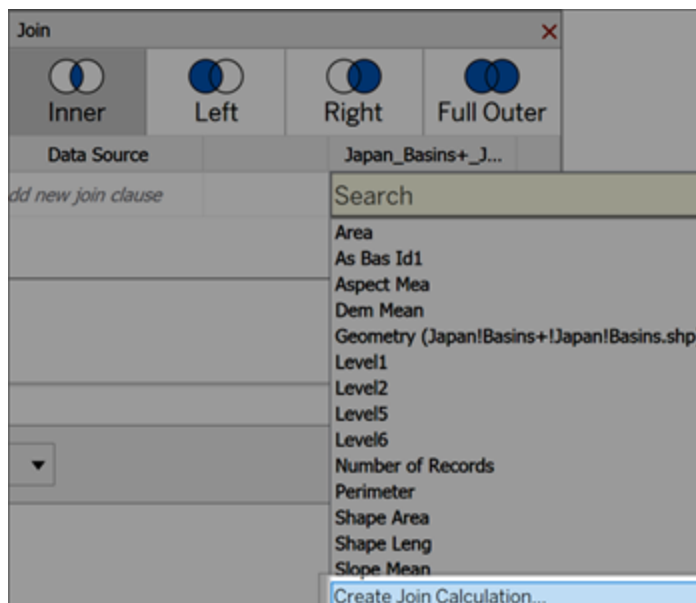 Join
Inner Left Right Full Outer
Data Source Japan_Basins+_J...
dd new join clause
Search
Area
As Bas Id1
Aspect Mea
Dem Mean
Geometry (Japan!Basins+!Japan!Basins.shp
Level1
Level2
Level5
Level6
Number of Records
Perimeter
Shape Area
Shape Leng
Slope Mean
Create Join Calculation...